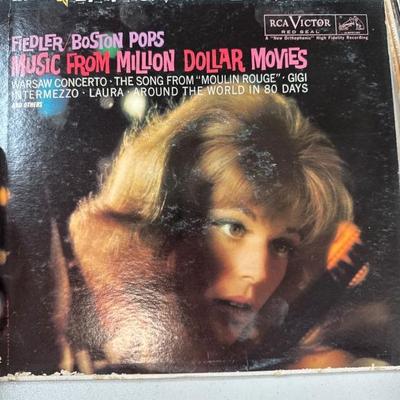 RCA VICTOR
RED SEAL
A "New Orthophonic" High Fidelity Recording
FIEDLER/BOSTON POPS
MUSIC FROM MILLION DOLLAR MOVIES
WARSAW CONCERTO · THE SONG FROM "MOULIN ROUGE" · GIGI
INTERMEZZO · LAURA · AROUND THE WORLD IN 80 DAYS
AND OTHERS